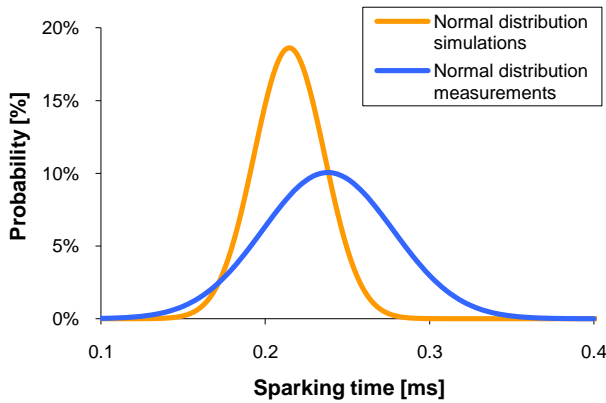 Normal distribution
simulations
Normal distribution
measurements
Probability [%]
20%
15%
10%
5%
0%
0.1
0.2
0.3
0.4
Sparking time [ms]